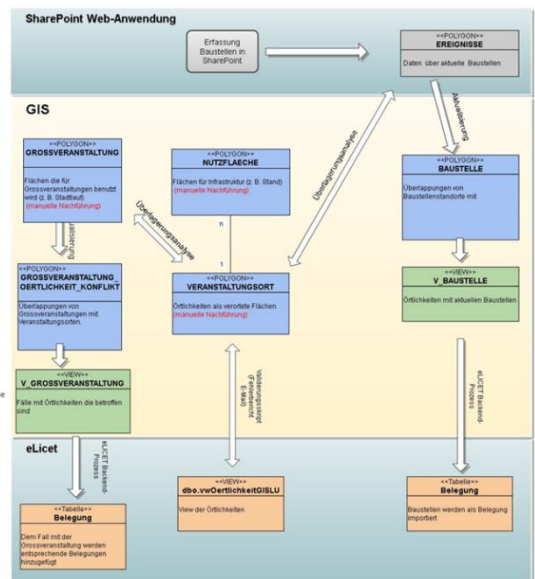 SharePoint Web-Anwendung
Erfassung
Baustellen in
SharePoint
<<POLYGON>>
EREIGNISSE
Daten über aktuelle Baustellen
GIS
<<POLYGON>>
GROSSVERANSTALTUNG
Flächen die für
Grossveranstaltungen benutzt
wird (z. B. Stadtlauf)
(manuelle Nachführung)
<<POLYGON>>
NUTZFLAECHE
Flächen für Infrastruktur (z. B. Stand)
(manuelle Nachführung)
Überlagerungsanalyse
Aktualisierung
<<POLYGON>>
BAUSTELLE
Überlappungen von
Baustellenstandorte mit
Überlagerungsanalyse
ualisierung
n
1
<<POLYGON>>
GROSSVERANSTALTUNG_
OERTLICHKEIT_KONFLIKT
Überlappungen von
Grossveranstaltungen mit
Veranstaltungsorten.
<<POLYGON>>
VERANSTALTUNGSORT
Örtlichkeiten als verortete Flächen
(manuelle Nachführung)
<<VIEW>>
V_BAUSTELLE
Örtlichkeiten mit aktuellen Baustellen
<<VIEW>>
V_GROSSVERANSTALTUNG
Fälle mit Örtlichkeiten die betroffen
sind
Validierungsskript
(Fehlerbericht
E-Mail)
eLICET Backend-
Prozess
eLicet
eLICET Backend-
Prozess
<<Tabelle>>
Belegung
Dem Fall mit der
Grossveranstaltung werden
entsprechende Belegungen
hinzugefügt
<<VIEW>>
dbo.vwOertlichkeitGISLU
View der Örtlichkeiten
<<Tabelle>>
Belegung
Baustellen werden als Belegung
importiert